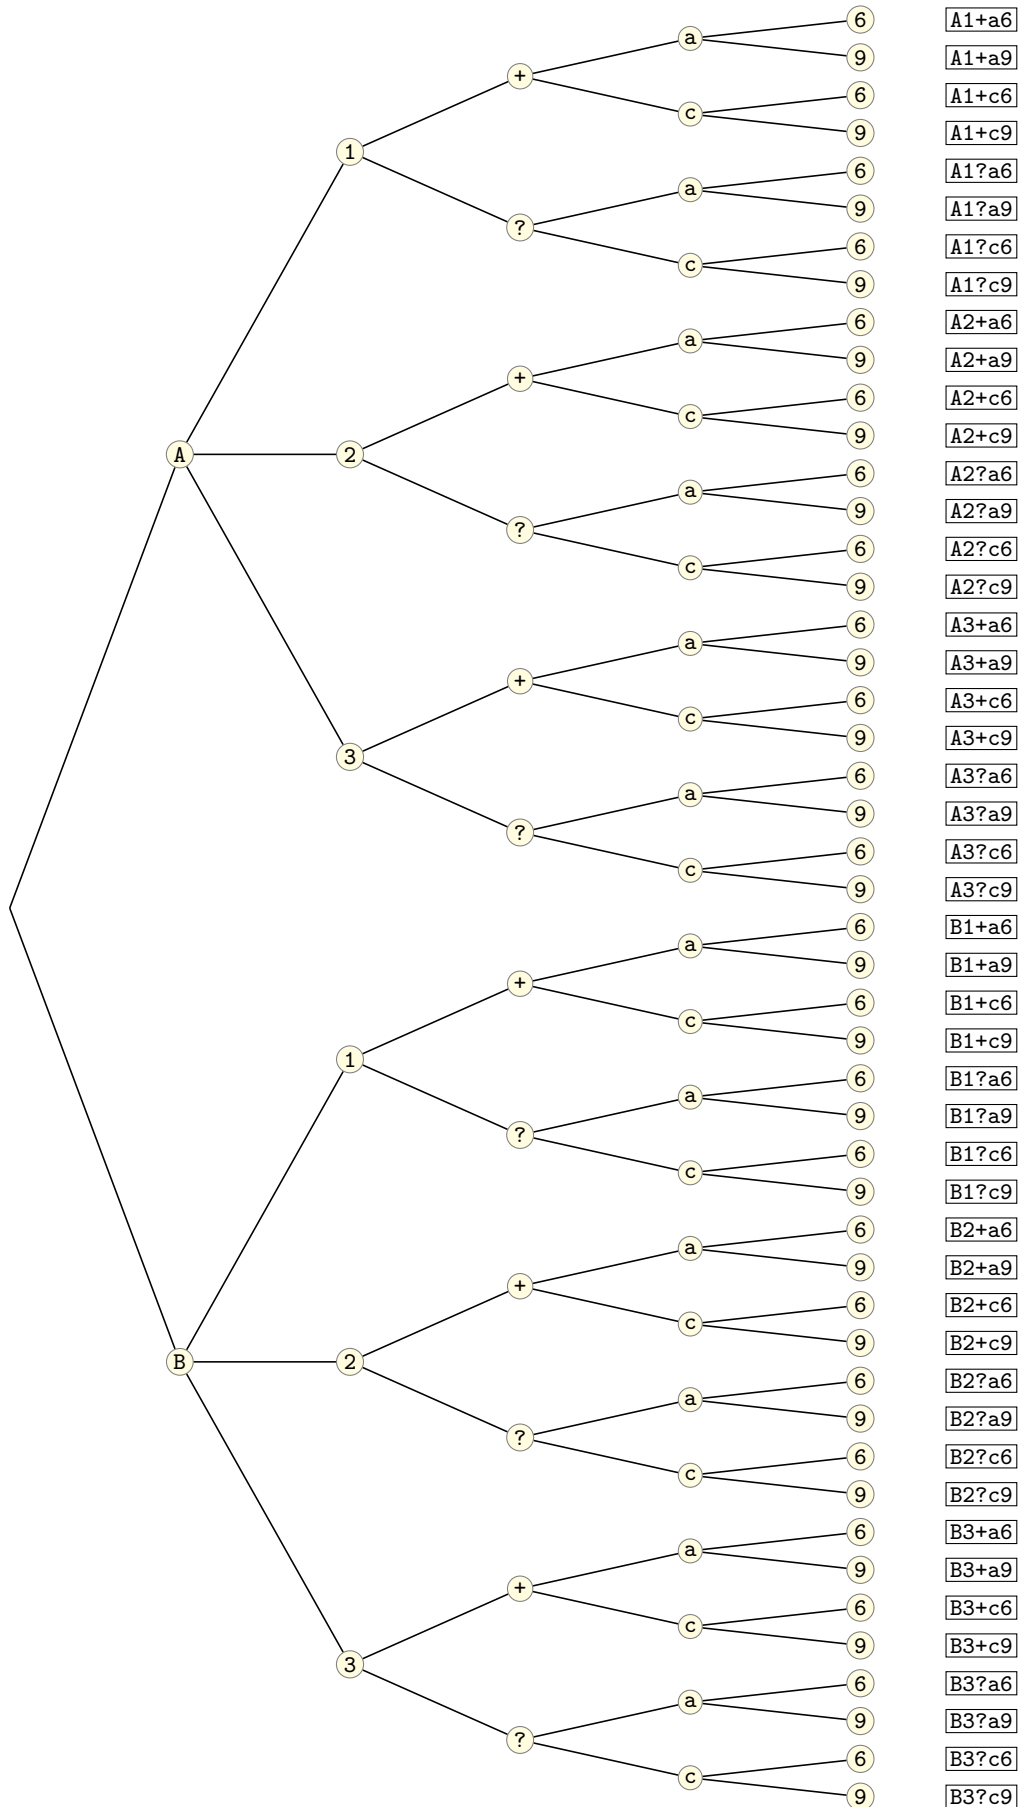 6 A1+a6
a
9 A1+a9
+
6 A1+c6
c
9 A1+c9
1
6 A1?a6
a
9 A1?a9
?
6 A1?c6
c
9 A1?c9
6 A2+a6
a
9 A2+a9
+
6 A2+c6
c
9 A2+c9
A 2
6 A2?a6
a
9 A2?a9
?
6 A2?c6
c
9 A2?c9
6 A3+a6
a
9 A3+a9
+
6 A3+c6
c
9 A3+c9
3
6 A3?a6
a
9 A3?a9
?
6 A3?c6
c
9 A3?c9
6 B1+a6
a
9 B1+a9
+
6 B1+c6
c
9 B1+c9
1
6 B1?a6
a
9 B1?a9
?
6 B1?c6
c
9 B1?c9
6 B2+a6
a
9 B2+a9
+
6 B2+c6
c
9 B2+c9
B 2
6 B2?a6
a
9 B2?a9
?
6 B2?c6
c
9 B2?c9
6 B3+a6
a
9 B3+a9
+
6 B3+c6
c
9 B3+c9
3
6 B3?a6
a
9 B3?a9
?
6 B3?c6
c
9 B3?c9